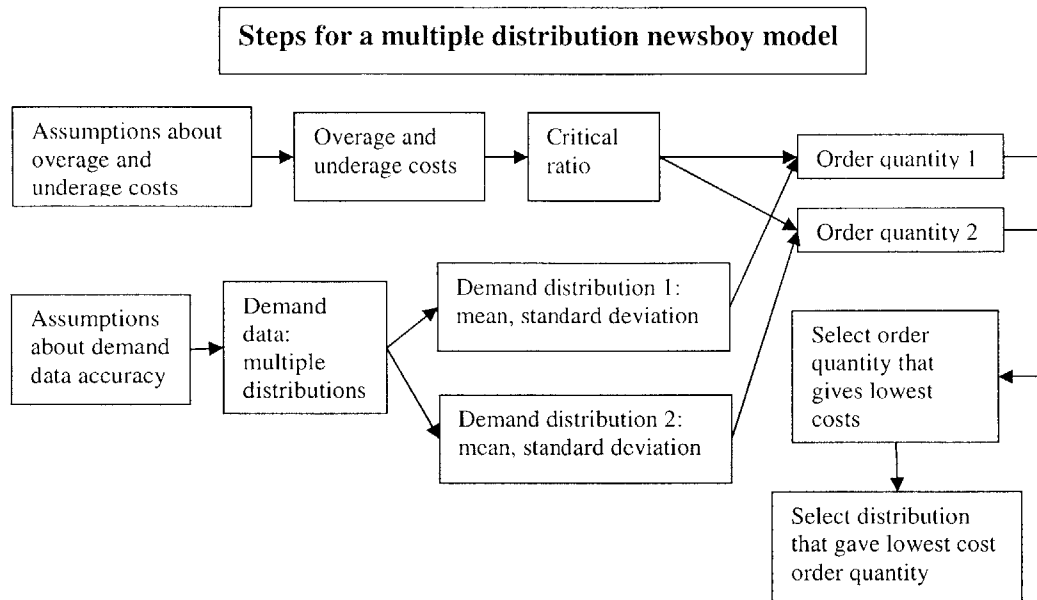 Steps for a multiple distribution newsboy model
Assumptions about
overage and
underage costs
Overage and
underage costs
Critical
ratio
Order quantity 1
Order quantity 2
Assumptions
about demand
data accuracy
Demand
data:
multiple
distributions
Demand distribution 1:
mean, standard deviation
Demand distribution 2:
mean, standard deviation
Select order
quantity that
gives lowest
costs
Select distribution
that gave lowest cost
order quantity